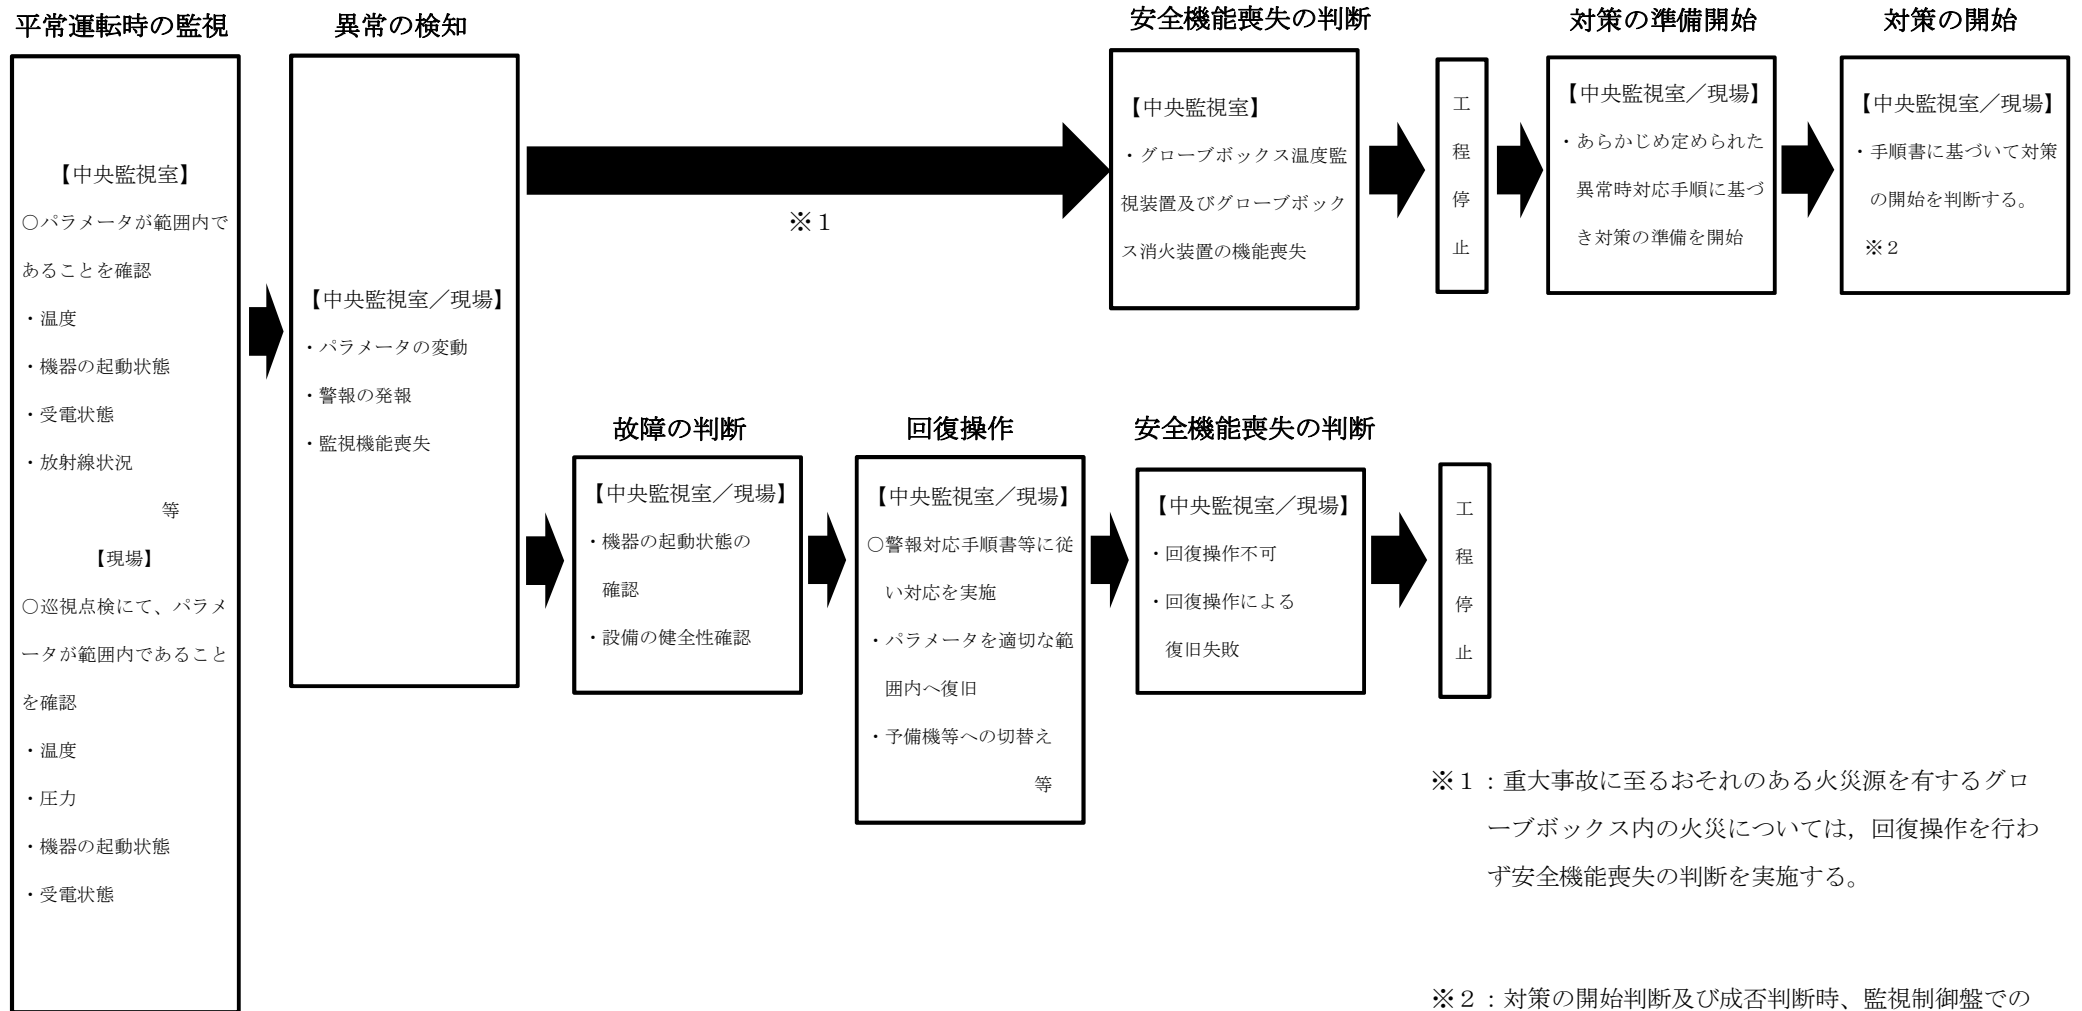 平常運転時の監視
【中央監視室】
○パラメータが範囲内で
あることを確認
・温度
・機器の起動状態
・受電状態
・放射線状況
等
【現場】
○巡視点検にて、パラメ
ータが範囲内であること
を確認
・温度
・圧力
・機器の起動状態
・受電状態
異常の検知
【中央監視室／現場】
・パラメータの変動
・警報の発報
・監視機能喪失
※１
安全機能喪失の判断
【中央監視室】
・グローブボックス温度監
視装置及びグローブボック
ス消火装置の機能喪失
工
程
停
止
対策の準備開始
【中央監視室／現場】
・あらかじめ定められた
異常時対応手順に基づ
き対策の準備を開始
対策の開始
【中央監視室／現場】
・手順書に基づいて対策
の開始を判断する。
※２
故障の判断
【中央監視室／現場】
・機器の起動状態の
確認
・設備の健全性確認
回復操作
【中央監視室／現場】
○警報対応手順書等に従
い対応を実施
・パラメータを適切な範
囲内へ復旧
・予備機等への切替え
等
安全機能喪失の判断
【中央監視室／現場】
・回復操作不可
・回復操作による
復旧失敗
工
程
停
止
※１：重大事故に至るおそれのある火災源を有するグロ
ーブボックス内の火災については，回復操作を行わ
ず安全機能喪失の判断を実施する。
※２：対策の開始判断及び成否判断時、監視制御盤での